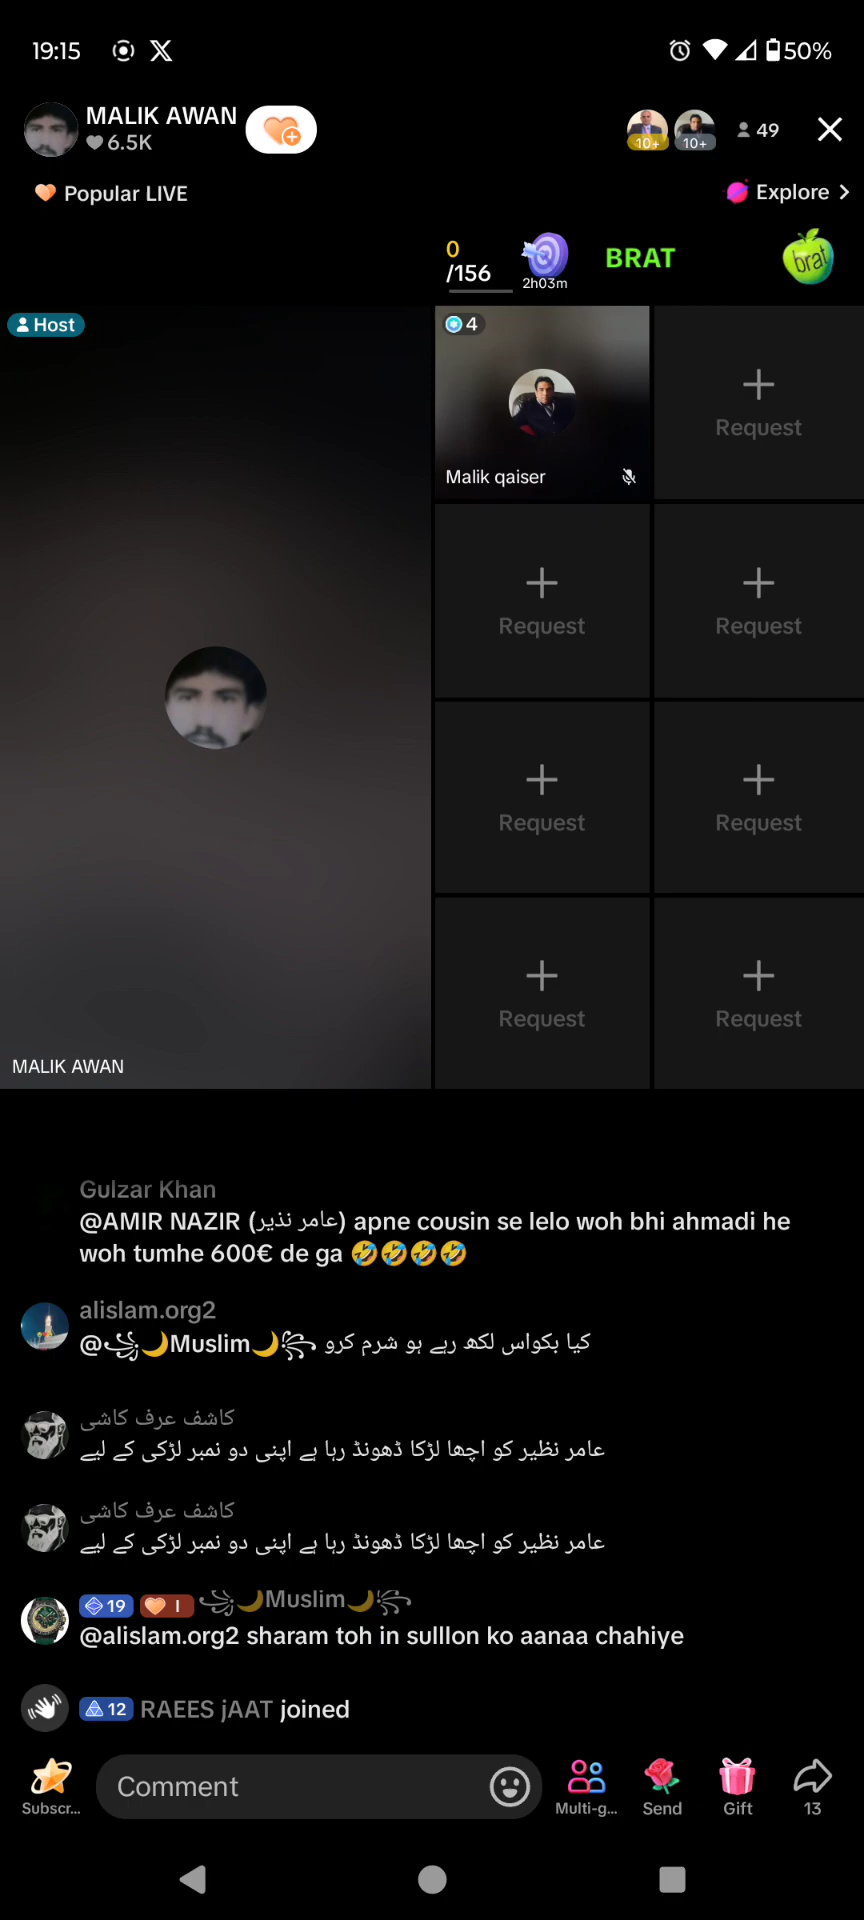 19:15
50%
MALIK AWAN
6.5K
10+
10+
49
Popular LIVE
Explore
0
/156
2h03m
BRAT
brat
Host
4
Malik qaiser
Request
Request
Request
Request
Request
Request
Request
MALIK AWAN
Gulzar Khan
@AMIR NAZIR (عامر نذیر) apne cousin se lelo woh bhi ahmadi he
woh tumhe 600€ de ga 🤣🤣🤣🤣
alislam.org2
@꧁🌙Muslim🌙꧂ کیا بکواس لکھ رہے ہو شرم کرو
کاشف عرف کاشی
عامر نظیر کو اچھا لڑکا ڈھونڈ رہا ہے اپنی دو نمبر لڑکی کے لیے
کاشف عرف کاشی
عامر نظیر کو اچھا لڑکا ڈھونڈ رہا ہے اپنی دو نمبر لڑکی کے لیے
19 I ꧁🌙Muslim🌙꧂
@alislam.org2 sharam toh in sulllon ko aanaa chahiye
12 RAEES jAAT joined
Comment
Subscr...
Multi-g...
Send
Gift
13